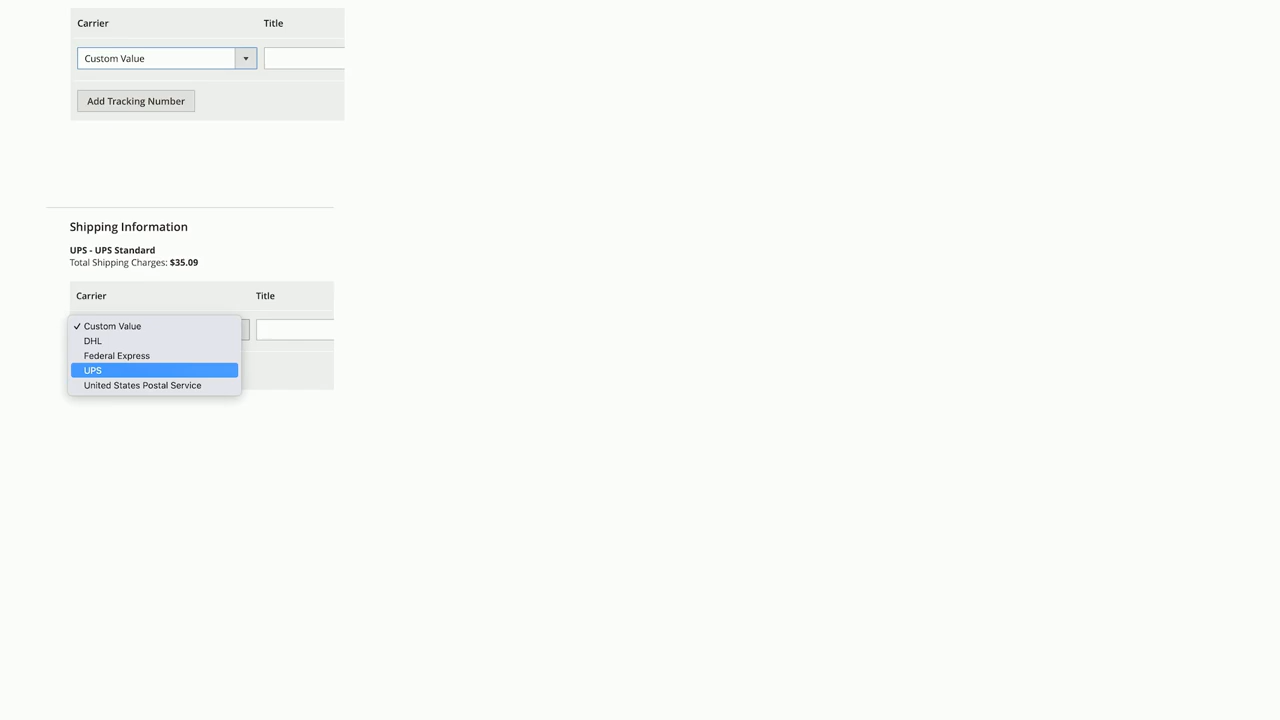 Carrier Title
Custom Value
Add Tracking Number
Shipping Information
UPS - UPS Standard
Total Shipping Charges: $35.09
Carrier Title
✓ Custom Value
DHL
Federal Express
UPS
United States Postal Service